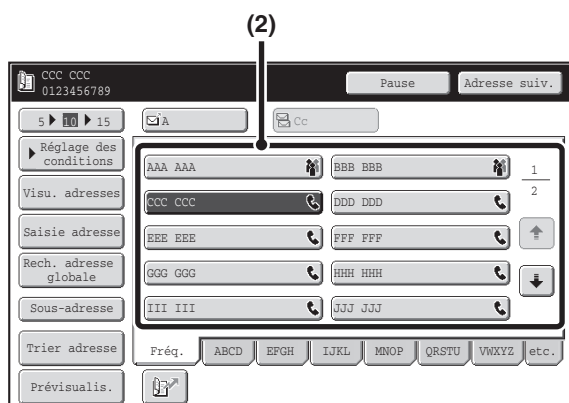 (2)
CCC CCC
0123456789
Pause
Adresse suiv.
5 10 15
A
Cc
Réglage des
conditions
Visu. adresses
Saisie adresse
Rech. adresse
globale
Sous-adresse
Trier adresse
Prévisualis.
AAA AAA
BBB BBB
CCC CCC
DDD DDD
EEE EEE
FFF FFF
GGG GGG
HHH HHH
III III
JJJ JJJ
1
2
Fréq.
ABCD
EFGH
IJKL
MNOP
QRSTU
VWXYZ
etc.